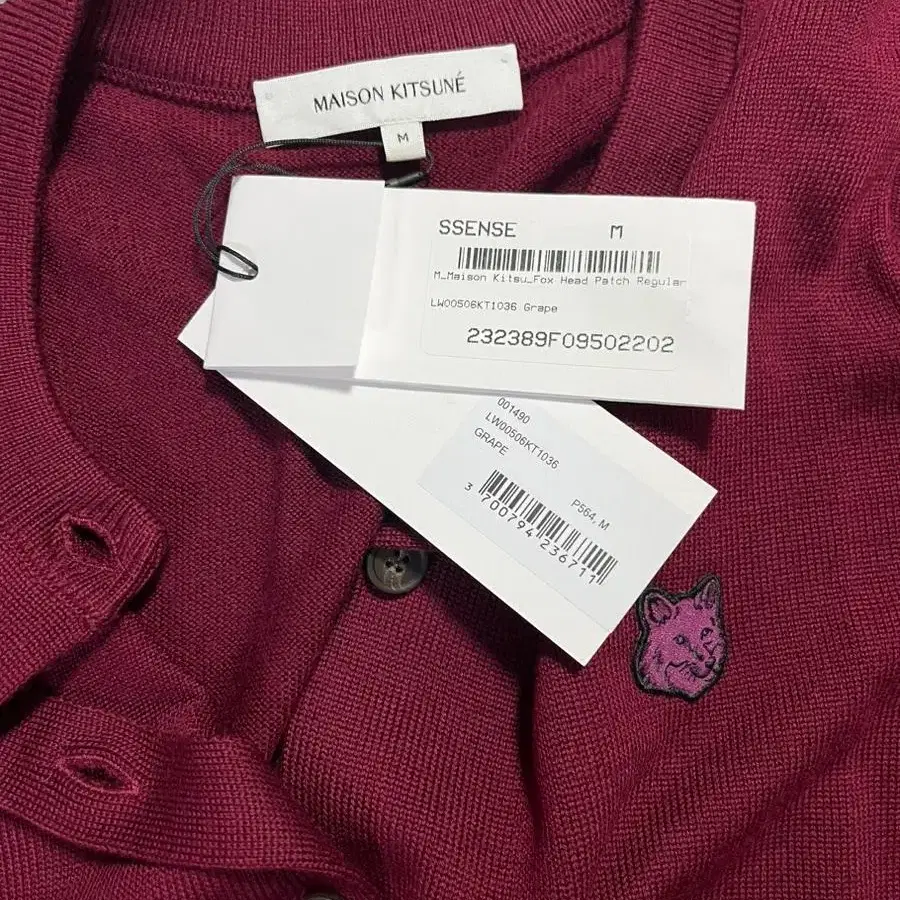 MAISON KITSUNÉ
M
SSENSE M
M_Maison Kitsu_Fox Head Patch Regular
LW00506KT1036 Grape
232389F09502202
001490
LW00506KT1036
GRAPE
P564, M
3 700794 236711